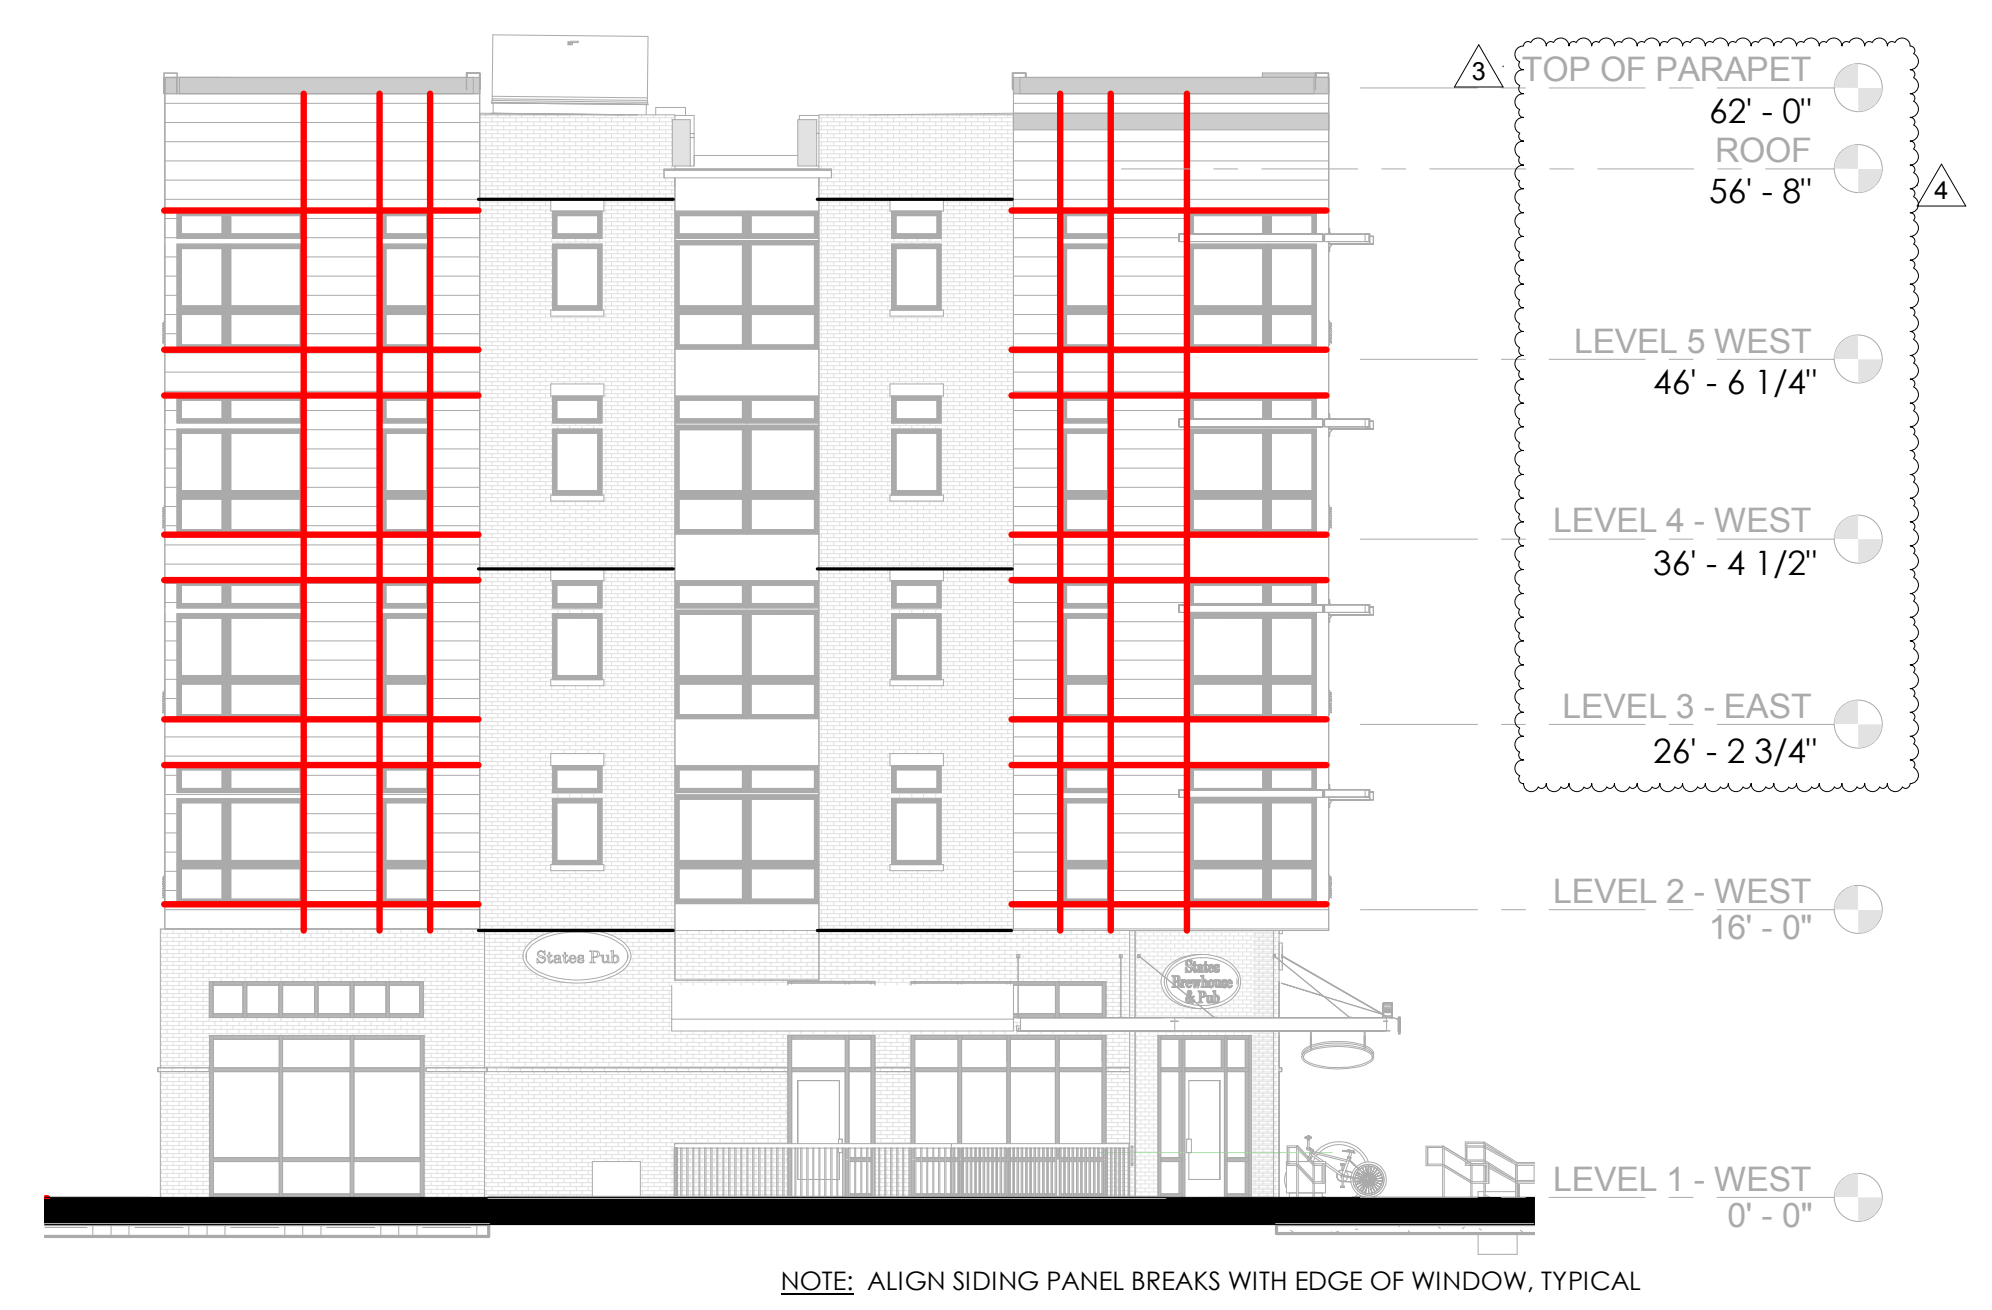 3
TOP OF PARAPET
62' - 0"
ROOF
56' - 8"
4
LEVEL 5 WEST
46' - 6 1/4"
LEVEL 4 - WEST
36' - 4 1/2"
LEVEL 3 - EAST
26' - 2 3/4"
LEVEL 2 - WEST
16' - 0"
States Pub
States
Brewhouse
& Pub
LEVEL 1 - WEST
0' - 0"
NOTE: ALIGN SIDING PANEL BREAKS WITH EDGE OF WINDOW, TYPICAL